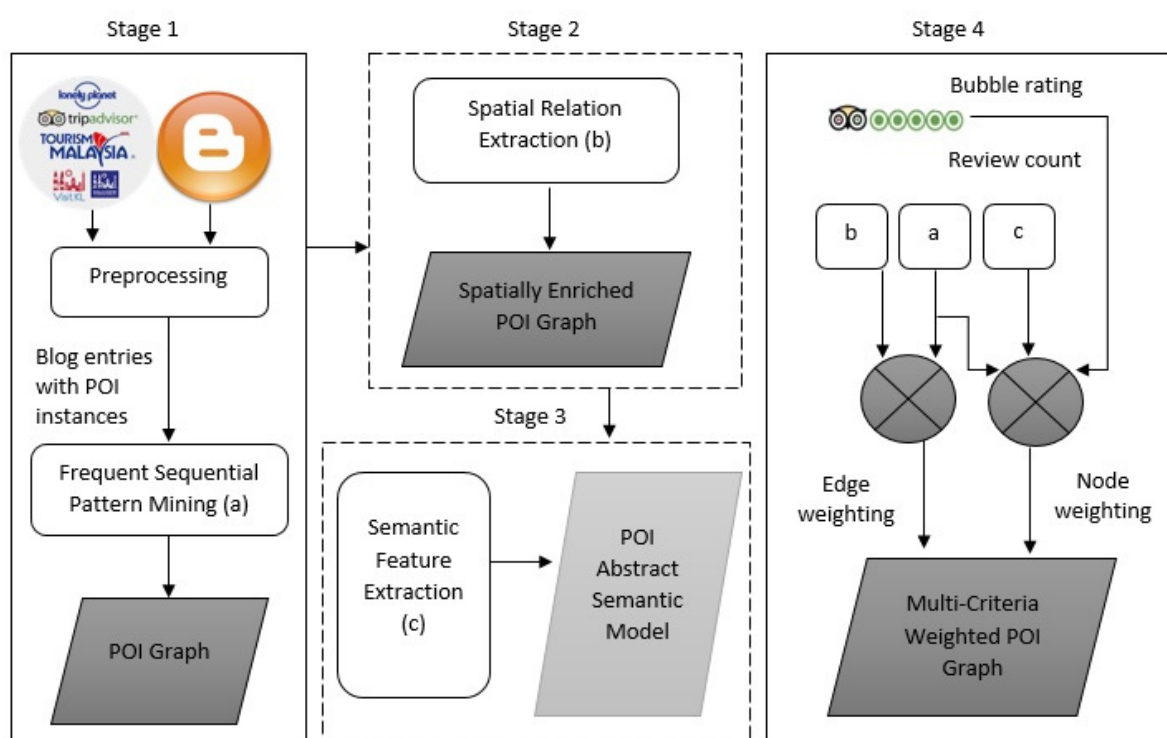 Stage 1
lonely planet
tripadvisor
TOURISM
MALAYSIA
VisitKL
Preprocessing
Blog entries
with POI
instances
Frequent Sequential
Pattern Mining (a)
POI Graph
Stage 2
Spatial Relation
Extraction (b)
Spatially Enriched
POI Graph
Stage 3
Semantic
Feature
Extraction
(c)
POI
Abstract
Semantic
Model
Stage 4
Bubble rating
Review count
b
a
c
Edge
weighting
Node
weighting
Multi-Criteria
Weighted POI
Graph